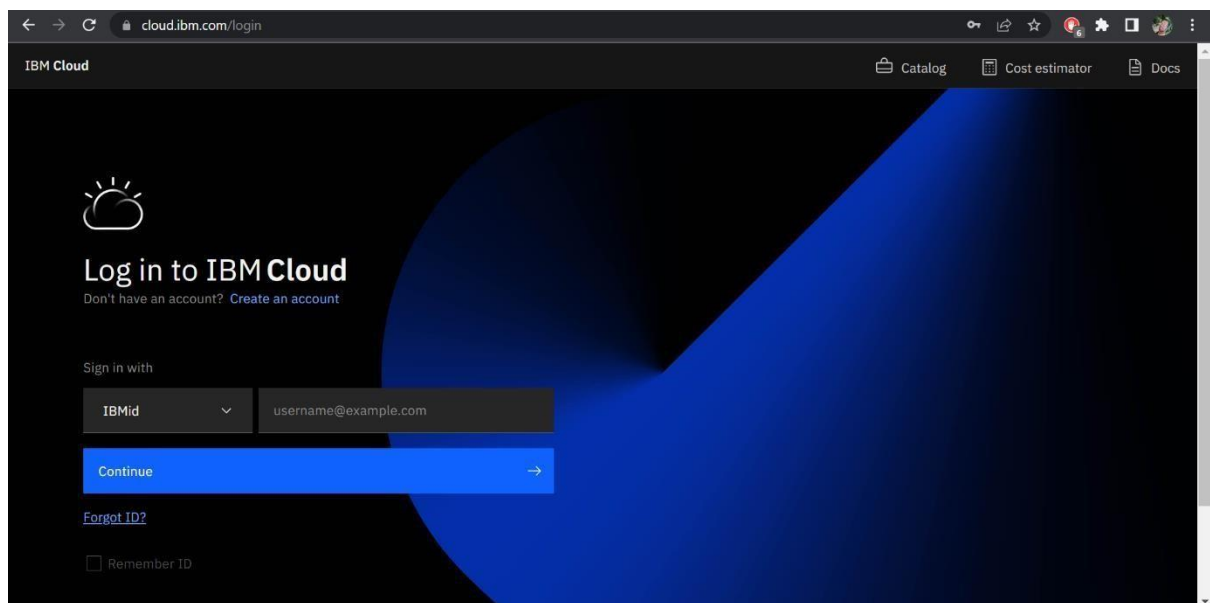 cloud.ibm.com/login
6
IBM Cloud
Catalog
Cost estimator
Docs
Log in to IBM Cloud
Don't have an account? Create an account
Sign in with
IBMid
username@example.com
Continue
Forgot ID?
Remember ID